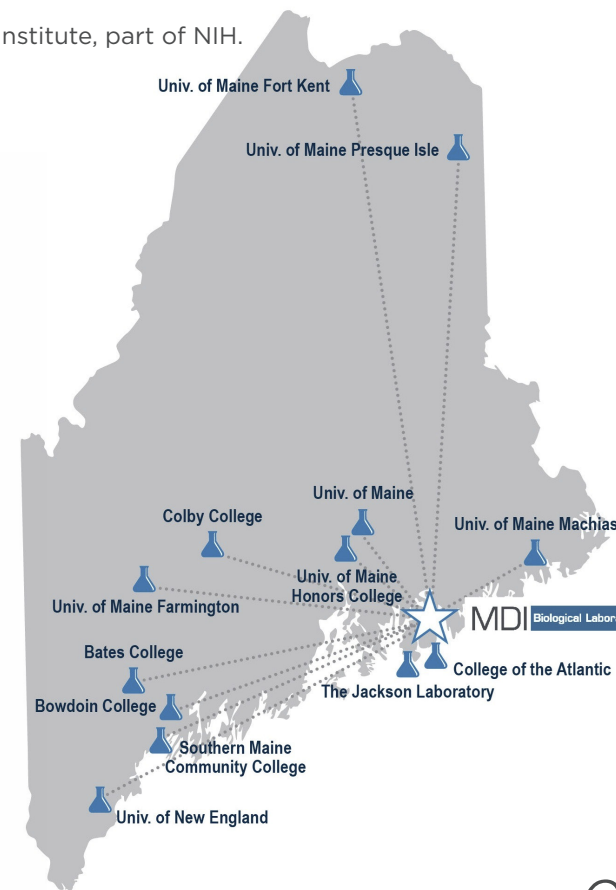 nstitute, part of NIH.
Univ. of Maine Fort Kent
Univ. of Maine Presque Isle
Univ. of Maine
Colby College
Univ. of Maine Machias
Univ. of Maine
Honors College
Univ. of Maine Farmington
MDI Biological Labor
Bates College
College of the Atlantic
The Jackson Laboratory
Bowdoin College
Southern Maine
Community College
Univ. of New England